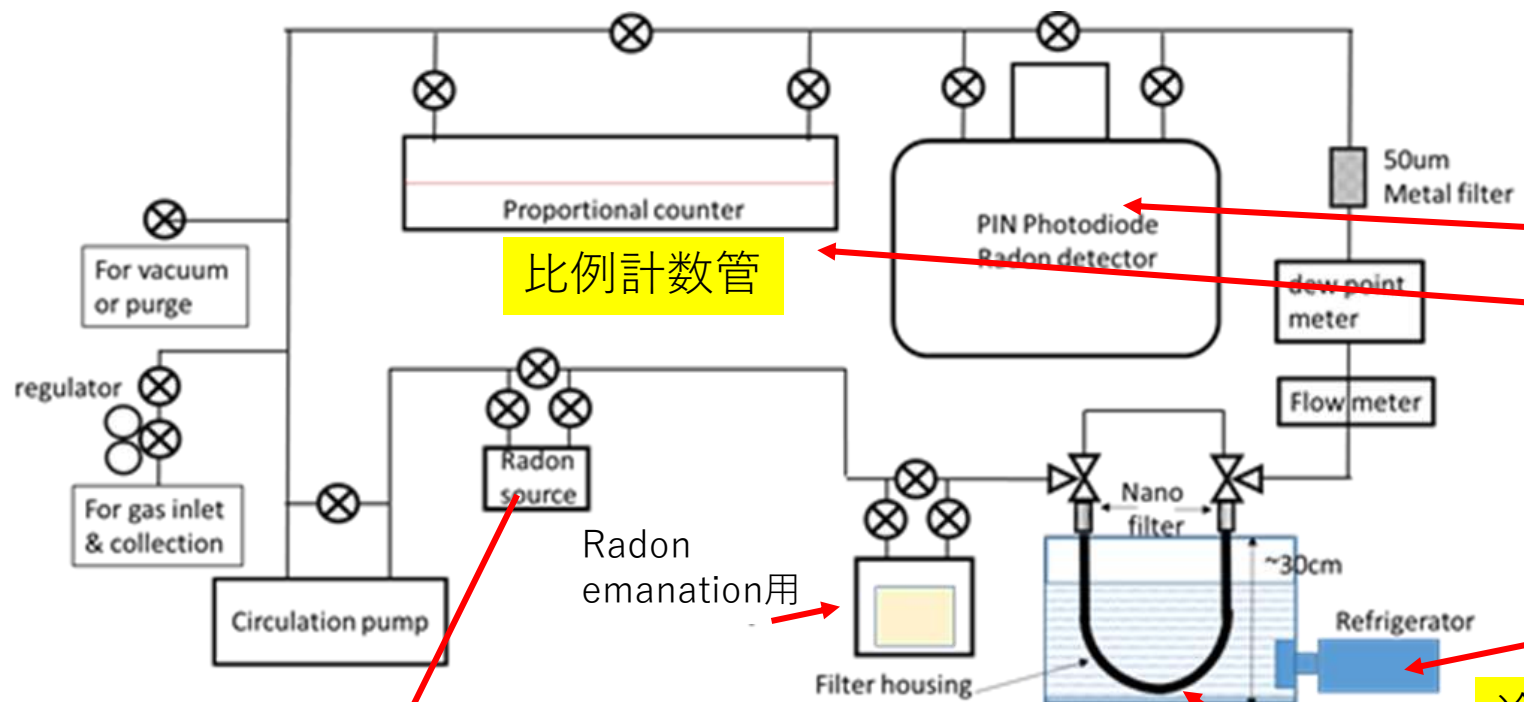 50um
Metal filter
Proportional counter
比例計数管
PIN Photodiode
Radon detector
dew point
meter
For vacuum
or purge
regulator
Flow meter
Radon
source
For gas inlet
& collection
Nano
filter
Radon
emanation用
~30cm
Circulation pump
Refrigerator
Filter housing